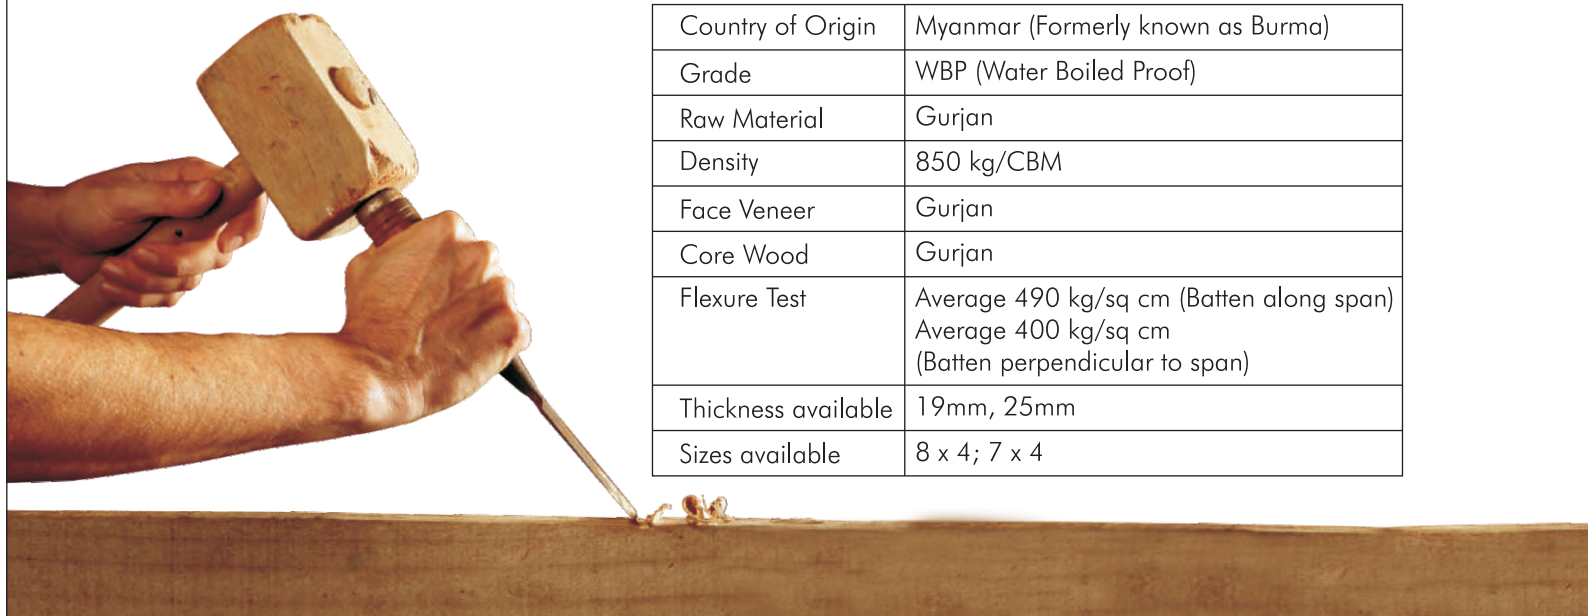 Country of Origin Myanmar (Formerly known as Burma)
Grade WBP (Water Boiled Proof)
Raw Material Gurjan
Density 850 kg/CBM
Face Veneer Gurjan
Core Wood Gurjan
Flexure Test Average 490 kg/sq cm (Batten along span)
Average 400 kg/sq cm
(Batten perpendicular to span)
Thickness available 19mm, 25mm
Sizes available 8 x 4; 7 x 4